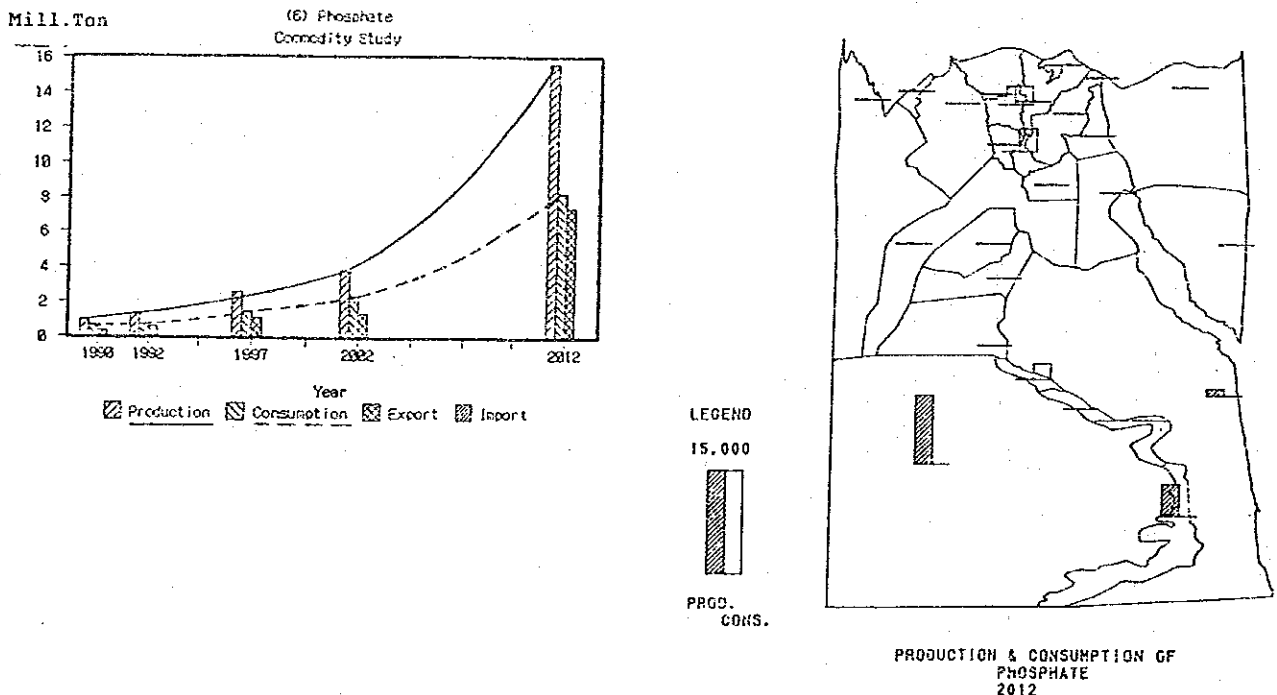 Mill.Ton
(6) Phosphate
Commodity Study
16
14
12
10
8
6
4
2
0
1990 1992 1997 2002 2012
Year
Production Consumption Export Import
LEGEND
15.000
PROD.
CONS.
PRODUCTION & CONSUMPTION OF
PHOSPHATE
2012